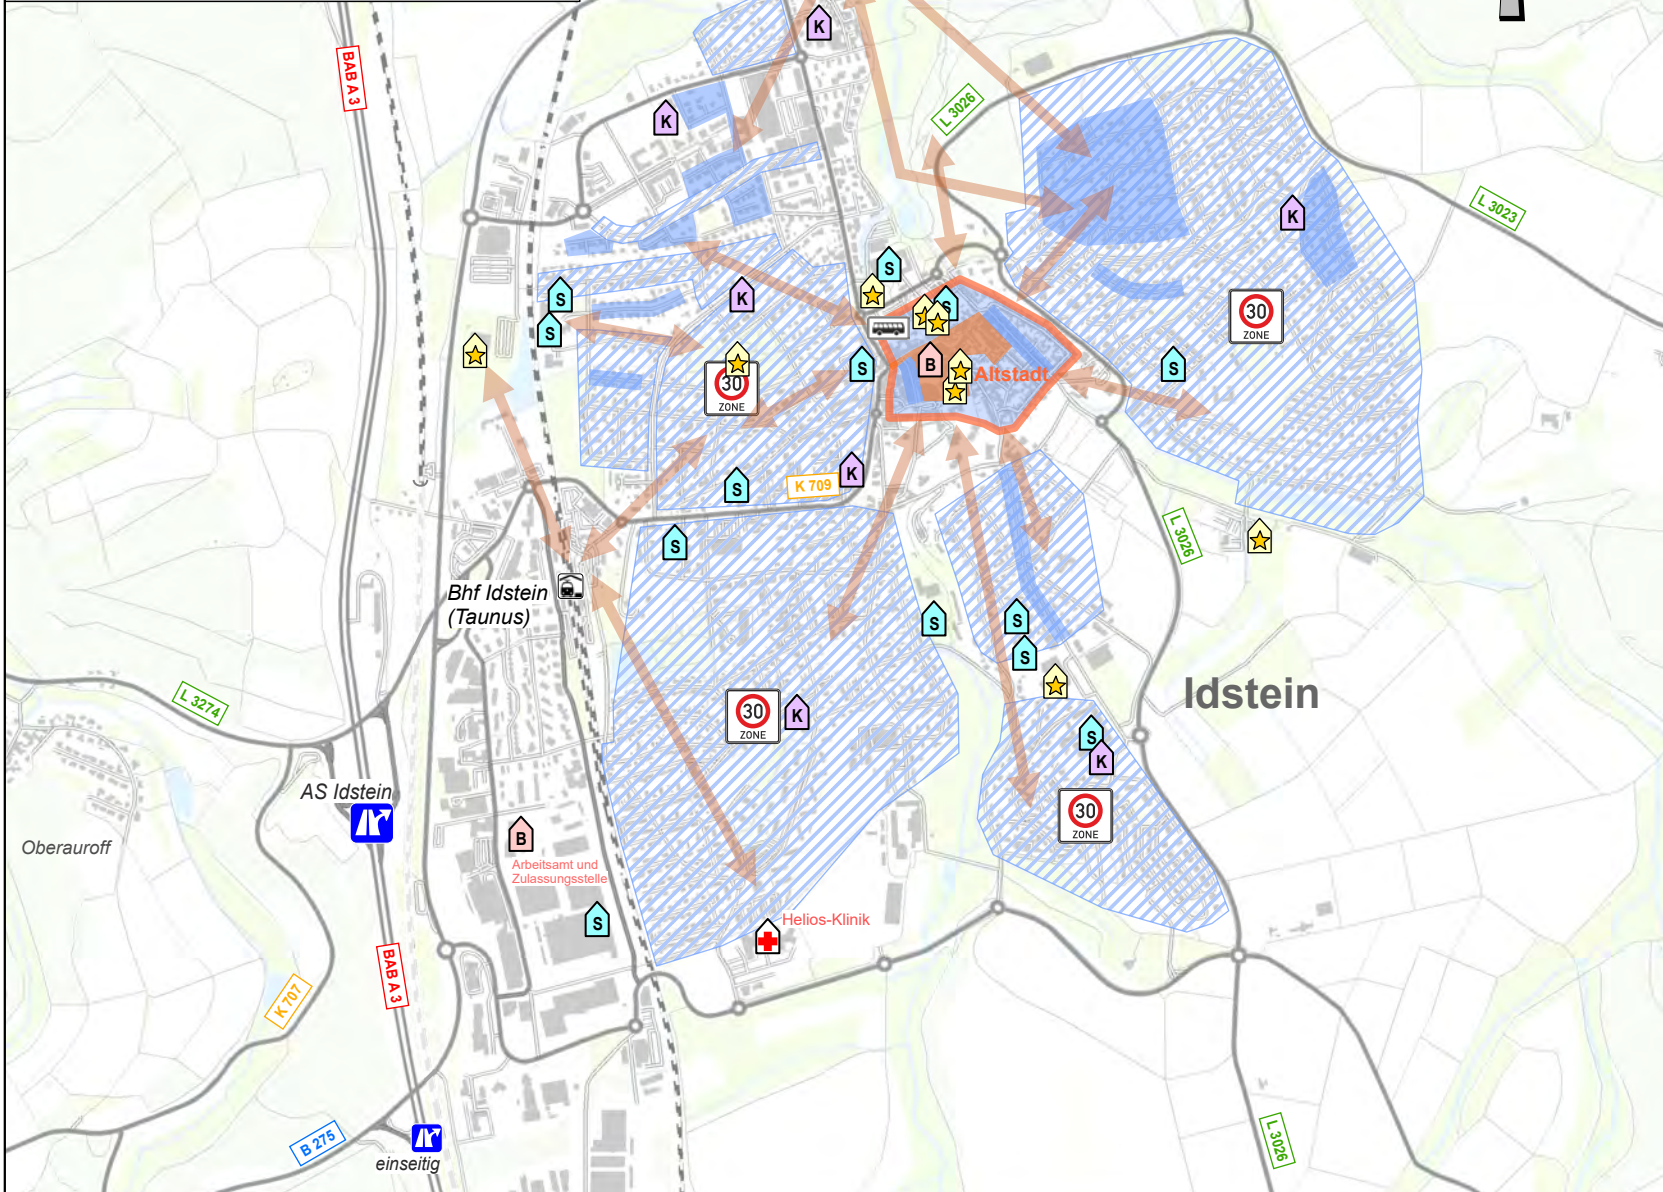 K
BAB A 3
K
L 3026
L 3023
K
S
S
K
S
S
30
ZONE
S
B
Altstadt
S
S
30
ZONE
K
S
K 709
S
L 3026
Bhf Idstein
(Taunus)
S
S
S
Idstein
L 3274
30
ZONE
K
S
K
AS Idstein
30
ZONE
Oberauroff
B
Arbeitsamt und
Zulassungsstelle
S
Helios-Klinik
BAB A 3
K 707
B 275
einseitig
L 3026